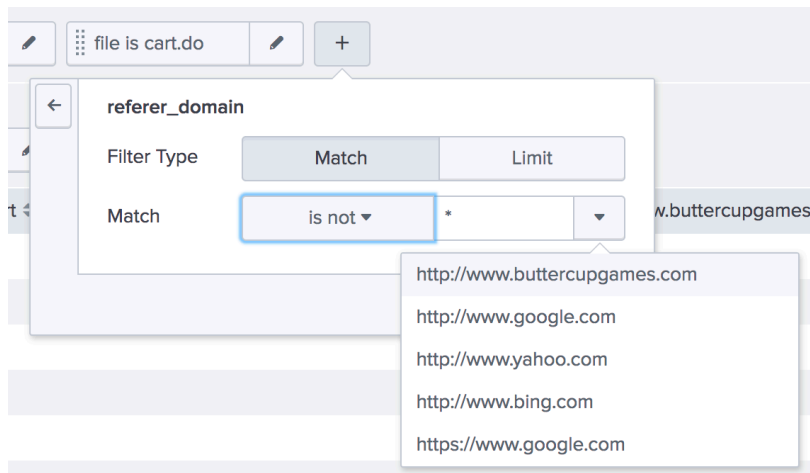 file is cart.do
+
referer_domain
Filter Type Match Limit
Match is not *
rt
w.buttercupgames
http://www.buttercupgames.com
http://www.google.com
http://www.yahoo.com
http://www.bing.com
https://www.google.com